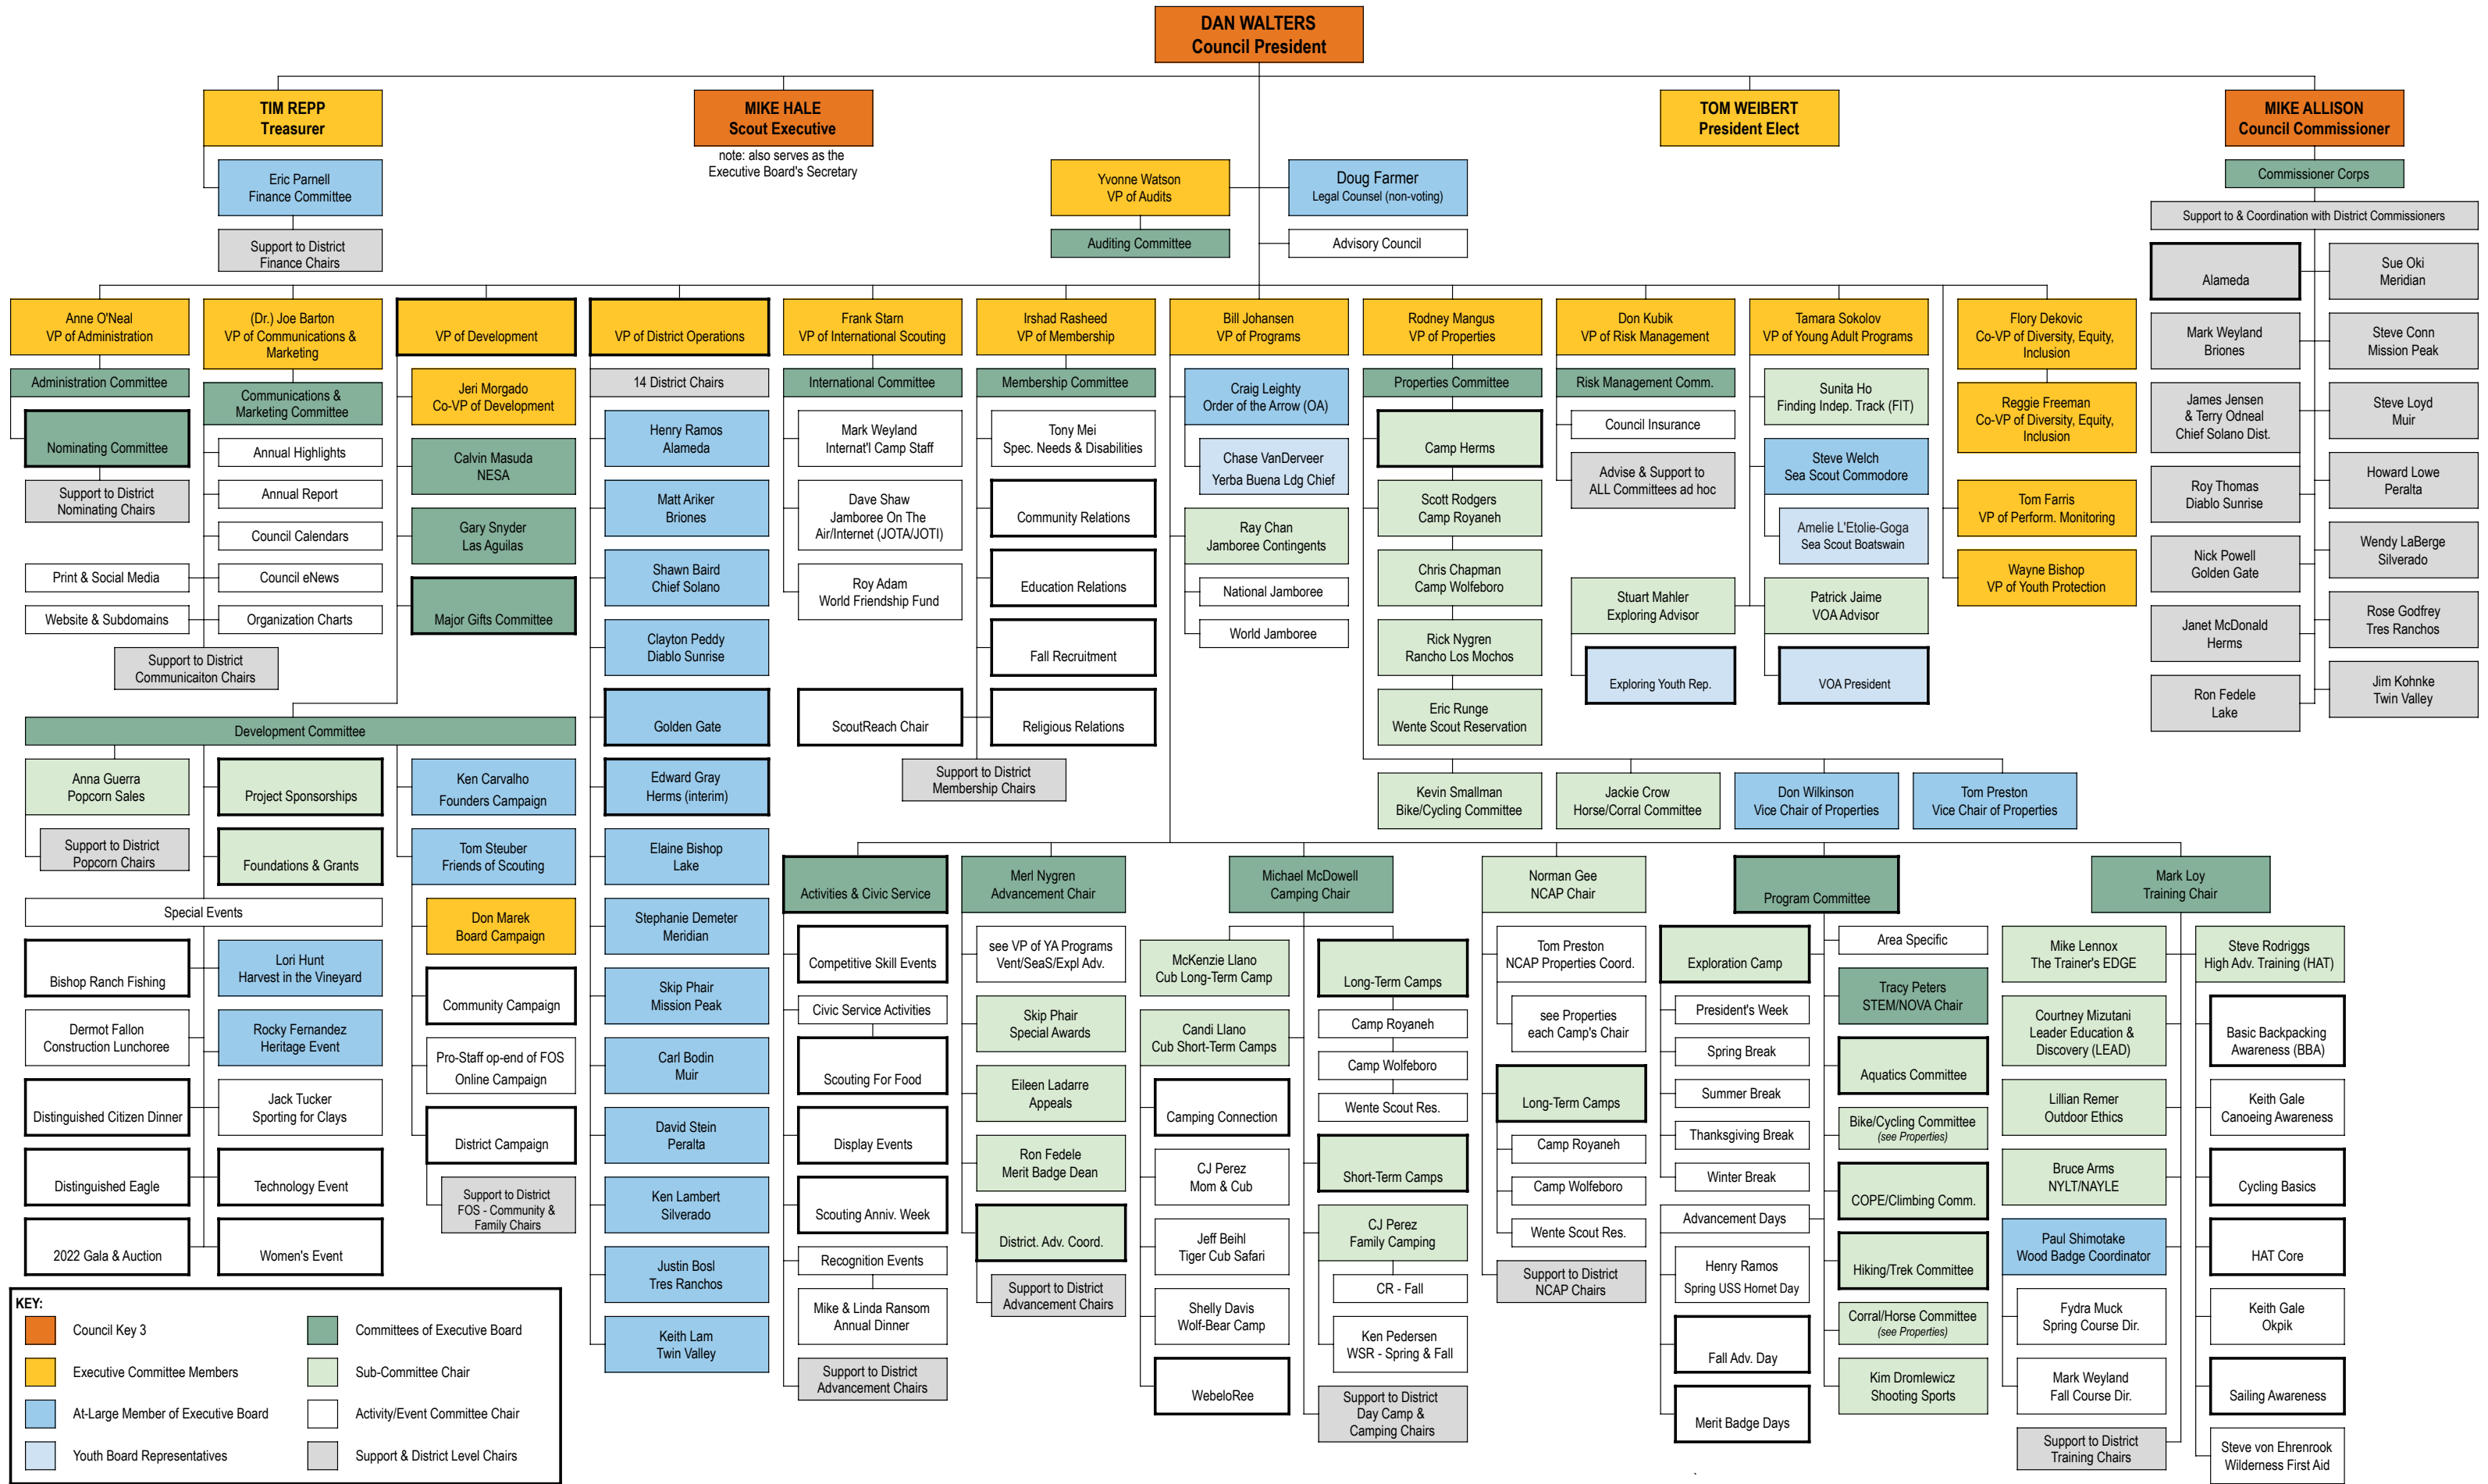 DAN WALTERS
Council President
TIM REPP
Treasurer
MIKE HALE
Scout Executive
note: also serves as the
Executive Board's Secretary
TOM WEIBERT
President Elect
MIKE ALLISON
Council Commissioner
Eric Parnell
Finance Committee
Support to District
Finance Chairs
Yvonne Watson
VP of Audits
Auditing Committee
Doug Farmer
Legal Counsel (non-voting)
Advisory Council
Commissioner Corps
Support to & Coordination with District Commissioners
Alameda
Sue Oki
Meridian
Mark Weyland
Briones
Steve Conn
Mission Peak
James Jensen
& Terry Odneal
Chief Solano Dist.
Steve Loyd
Muir
Roy Thomas
Diablo Sunrise
Howard Lowe
Peralta
Nick Powell
Golden Gate
Wendy LaBerge
Silverado
Janet McDonald
Herms
Rose Godfrey
Tres Ranchos
Ron Fedele
Lake
Jim Kohnke
Twin Valley
Anne O'Neal
VP of Administration
Administration Committee
Nominating Committee
Support to District
Nominating Chairs
(Dr.) Joe Barton
VP of Communications &
Marketing
Communications &
Marketing Committee
Annual Highlights
Annual Report
Council Calendars
Print & Social Media
Council eNews
Website & Subdomains
Organization Charts
Support to District
Communicaiton Chairs
VP of Development
Jeri Morgado
Co-VP of Development
Calvin Masuda
NESA
Gary Snyder
Las Aguilas
Major Gifts Committee
Development Committee
Anna Guerra
Popcorn Sales
Support to District
Popcorn Chairs
Project Sponsorships
Foundations & Grants
Ken Carvalho
Founders Campaign
Tom Steuber
Friends of Scouting
Don Marek
Board Campaign
Community Campaign
Pro-Staff op-end of FOS
Online Campaign
District Campaign
Support to District
FOS - Community &
Family Chairs
Special Events
Bishop Ranch Fishing
Lori Hunt
Harvest in the Vineyard
Dermot Fallon
Construction Lunchoree
Rocky Fernandez
Heritage Event
Distinguished Citizen Dinner
Jack Tucker
Sporting for Clays
Distinguished Eagle
Technology Event
2022 Gala & Auction
Women's Event
VP of District Operations
14 District Chairs
Henry Ramos
Alameda
Matt Ariker
Briones
Shawn Baird
Chief Solano
Clayton Peddy
Diablo Sunrise
Golden Gate
Edward Gray
Herms (interim)
Elaine Bishop
Lake
Stephanie Demeter
Meridian
Skip Phair
Mission Peak
Carl Bodin
Muir
David Stein
Peralta
Ken Lambert
Silverado
Justin Bosl
Tres Ranchos
Keith Lam
Twin Valley
Frank Starn
VP of International Scouting
International Committee
Mark Weyland
Internat'l Camp Staff
Dave Shaw
Jamboree On The
Air/Internet (JOTA/JOTI)
Roy Adam
World Friendship Fund
Irshad Rasheed
VP of Membership
Membership Committee
Tony Mei
Spec. Needs & Disabilities
Community Relations
Education Relations
Fall Recruitment
ScoutReach Chair
Religious Relations
Support to District
Membership Chairs
Bill Johansen
VP of Programs
Craig Leighty
Order of the Arrow (OA)
Chase VanDerveer
Yerba Buena Ldg Chief
Ray Chan
Jamboree Contingents
National Jamboree
World Jamboree
Rodney Mangus
VP of Properties
Properties Committee
Camp Herms
Scott Rodgers
Camp Royaneh
Chris Chapman
Camp Wolfeboro
Rick Nygren
Rancho Los Mochos
Eric Runge
Wente Scout Reservation
Kevin Smallman
Bike/Cycling Committee
Jackie Crow
Horse/Corral Committee
Don Wilkinson
Vice Chair of Properties
Tom Preston
Vice Chair of Properties
Don Kubik
VP of Risk Management
Risk Management Comm.
Council Insurance
Advise & Support to
ALL Committees ad hoc
Tamara Sokolov
VP of Young Adult Programs
Sunita Ho
Finding Indep. Track (FIT)
Steve Welch
Sea Scout Commodore
Amelie L'Etolie-Goga
Sea Scout Boatswain
Stuart Mahler
Exploring Advisor
Exploring Youth Rep.
Patrick Jaime
VOA Advisor
VOA President
Flory Dekovic
Co-VP of Diversity, Equity,
Inclusion
Reggie Freeman
Co-VP of Diversity, Equity,
Inclusion
Tom Farris
VP of Perform. Monitoring
Wayne Bishop
VP of Youth Protection
Activities & Civic Service
Competitive Skill Events
Civic Service Activities
Scouting For Food
Display Events
Scouting Anniv. Week
Recognition Events
Mike & Linda Ransom
Annual Dinner
Support to District
Advancement Chairs
Merl Nygren
Advancement Chair
see VP of YA Programs
Vent/SeaS/Expl Adv.
Skip Phair
Special Awards
Eileen Ladarre
Appeals
Ron Fedele
Merit Badge Dean
District. Adv. Coord.
Support to District
Advancement Chairs
Michael McDowell
Camping Chair
McKenzie Llano
Cub Long-Term Camp
Candi Llano
Cub Short-Term Camps
Camping Connection
CJ Perez
Mom & Cub
Jeff Beihl
Tiger Cub Safari
Shelly Davis
Wolf-Bear Camp
WebeloRee
Long-Term Camps
Camp Royaneh
Camp Wolfeboro
Wente Scout Res.
Short-Term Camps
CJ Perez
Family Camping
CR - Fall
Ken Pedersen
WSR - Spring & Fall
Support to District
Day Camp &
Camping Chairs
Norman Gee
NCAP Chair
Tom Preston
NCAP Properties Coord.
see Properties
each Camp's Chair
Long-Term Camps
Camp Royaneh
Camp Wolfeboro
Wente Scout Res.
Support to District
NCAP Chairs
Program Committee
Exploration Camp
President's Week
Spring Break
Summer Break
Thanksgiving Break
Winter Break
Advancement Days
Henry Ramos
Spring USS Hornet Day
Fall Adv. Day
Merit Badge Days
Area Specific
Tracy Peters
STEM/NOVA Chair
Aquatics Committee
Bike/Cycling Committee
(see Properties)
COPE/Climbing Comm.
Hiking/Trek Committee
Corral/Horse Committee
(see Properties)
Kim Dromlewicz
Shooting Sports
Mark Loy
Training Chair
Mike Lennox
The Trainer's EDGE
Courtney Mizutani
Leader Education &
Discovery (LEAD)
Lillian Remer
Outdoor Ethics
Bruce Arms
NYLT/NAYLE
Paul Shimotake
Wood Badge Coordinator
Fydra Muck
Spring Course Dir.
Mark Weyland
Fall Course Dir.
Support to District
Training Chairs
Steve Rodriggs
High Adv. Training (HAT)
Basic Backpacking
Awareness (BBA)
Keith Gale
Canoeing Awareness
Cycling Basics
HAT Core
Keith Gale
Okpik
Sailing Awareness
Steve von Ehrenrook
Wilderness First Aid
KEY:
Council Key 3
Committees of Executive Board
Executive Committee Members
Sub-Committee Chair
At-Large Member of Executive Board
Activity/Event Committee Chair
Youth Board Representatives
Support & District Level Chairs